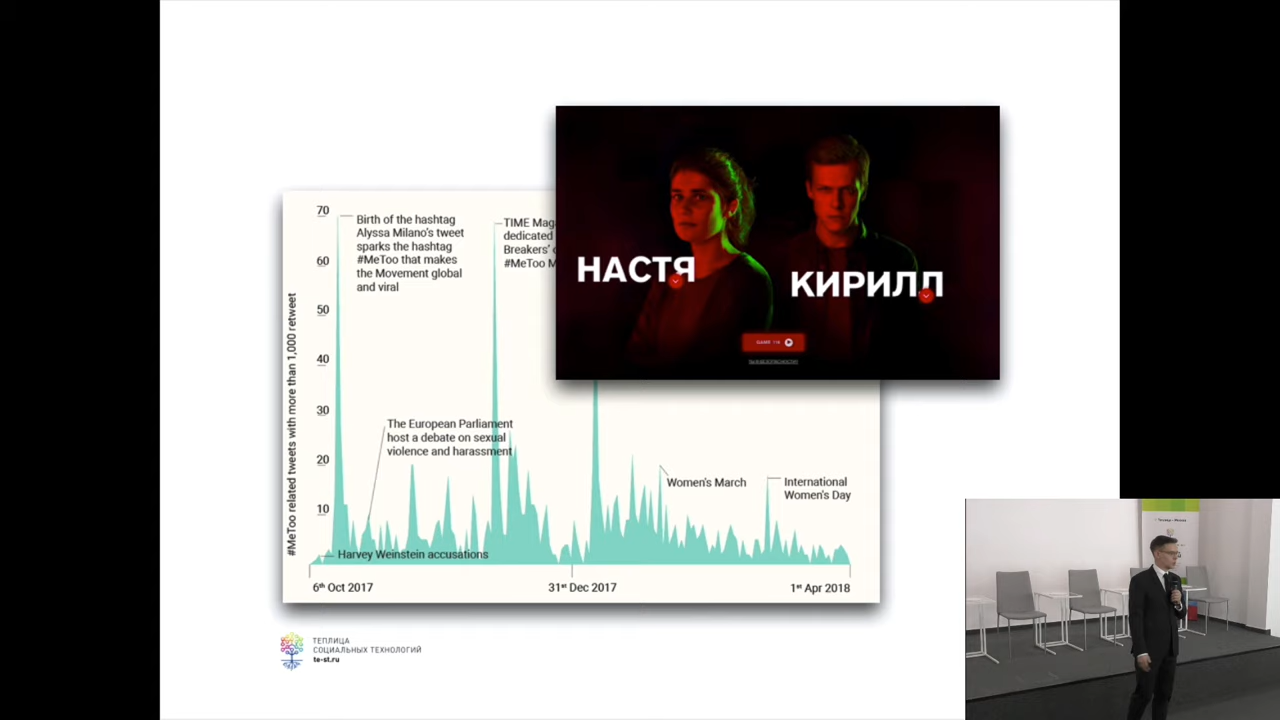 70
60
50
40
30
20
10
#MeToo related tweets with more than 1,000 retweet
Birth of the hashtag
Alyssa Milano's tweet
sparks the hashtag
#MeToo that makes
the Movement global
and viral
TIME Mag
dedicated
Breakers'
#MeToo M
The European Parliament
host a debate on sexual
violence and harassment
Women's March
International
Women's Day
Harvey Weinstein accusations
6th Oct 2017
31st Dec 2017
1st Apr 2018
НАСТЯ
КИРИЛЛ
ТЕПЛИЦА
СОЦИАЛЬНЫХ ТЕХНОЛОГИЙ
te-st.ru